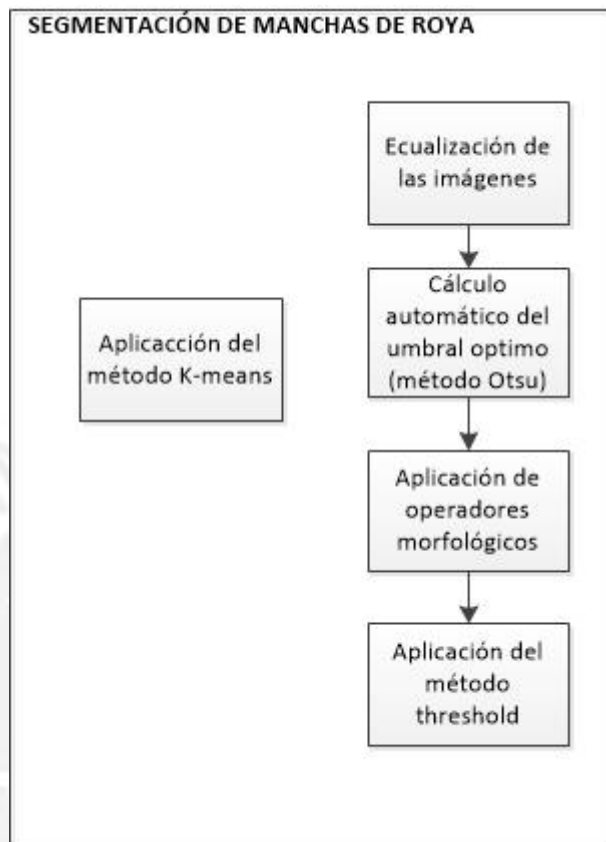 SEGMENTACIÓN DE MANCHAS DE ROYA
Ecualización de
las imágenes
Cálculo
automático del
umbral optimo
(método Otsu)
Aplicacción del
método K-means
Aplicación de
operadores
morfológicos
Aplicación del
método
threshold